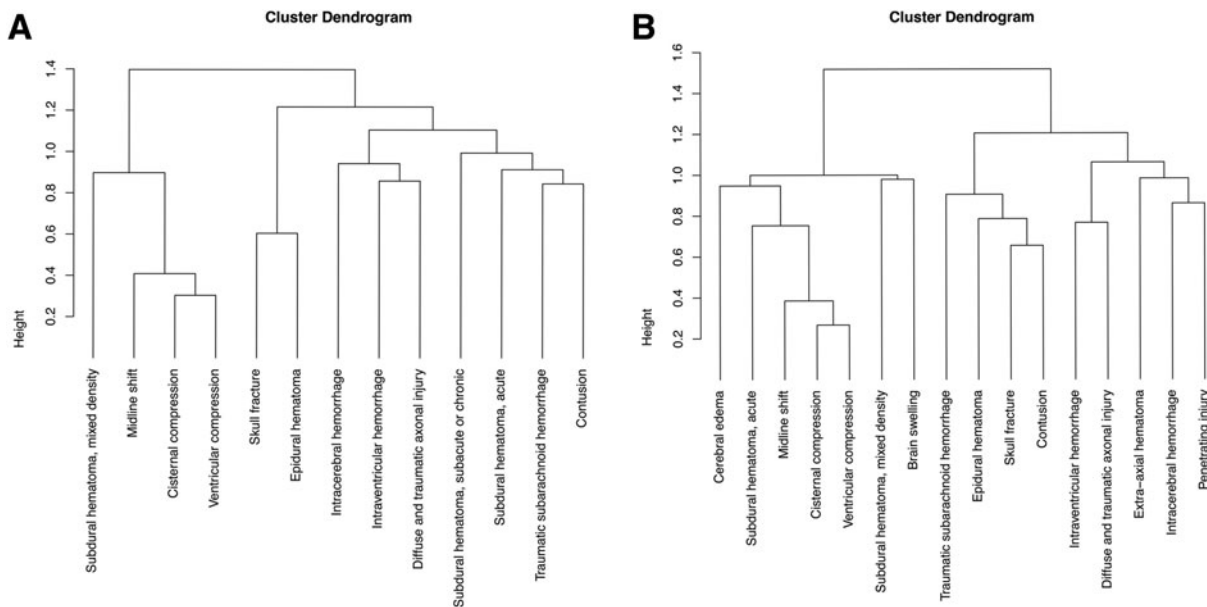 A
Cluster Dendrogram
Height
1.4
1.2
1.0
0.8
0.6
0.4
0.2
Subdural hematoma, mixed density
Midline shift
Cisternal compression
Ventricular compression
Skull fracture
Epidural hematoma
Intracerebral hemorrhage
Intraventricular hemorrhage
Diffuse and traumatic axonal injury
Subdural hematoma, subacute or chronic
Subdural hematoma, acute
Traumatic subarachnoid hemorrhage
Contusion
B
Cluster Dendrogram
Height
1.6
1.4
1.2
1.0
0.8
0.6
0.4
0.2
Cerebral edema
Subdural hematoma, acute
Midline shift
Cisternal compression
Ventricular compression
Subdural hematoma, mixed density
Brain swelling
Traumatic subarachnoid hemorrhage
Epidural hematoma
Skull fracture
Contusion
Intraventricular hemorrhage
Diffuse and traumatic axonal injury
Extra-axial hematoma
Intracerebral hemorrhage
Penetrating injury